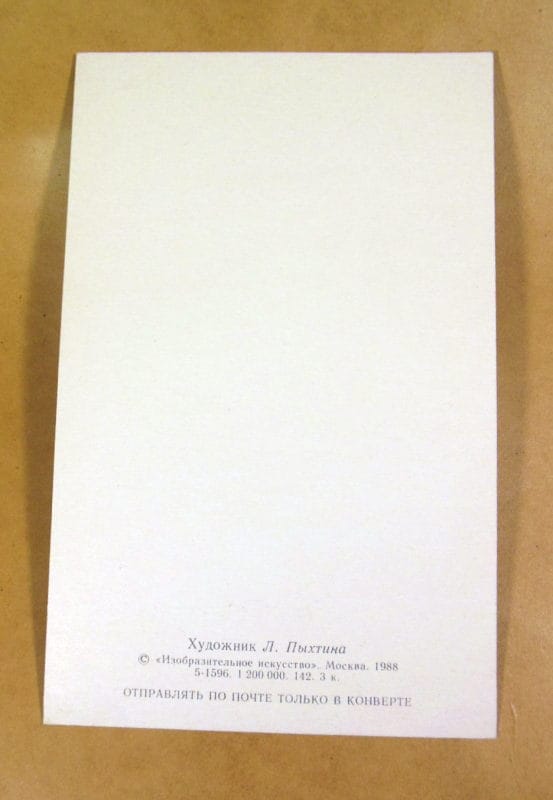 Художник Л. Пыхтина
© «Изобразительное искусство». Москва. 1988
5-1596. 1 200 000. 142. 3 к.
ОТПРАВЛЯТЬ ПО ПОЧТЕ ТОЛЬКО В КОНВЕРТЕ